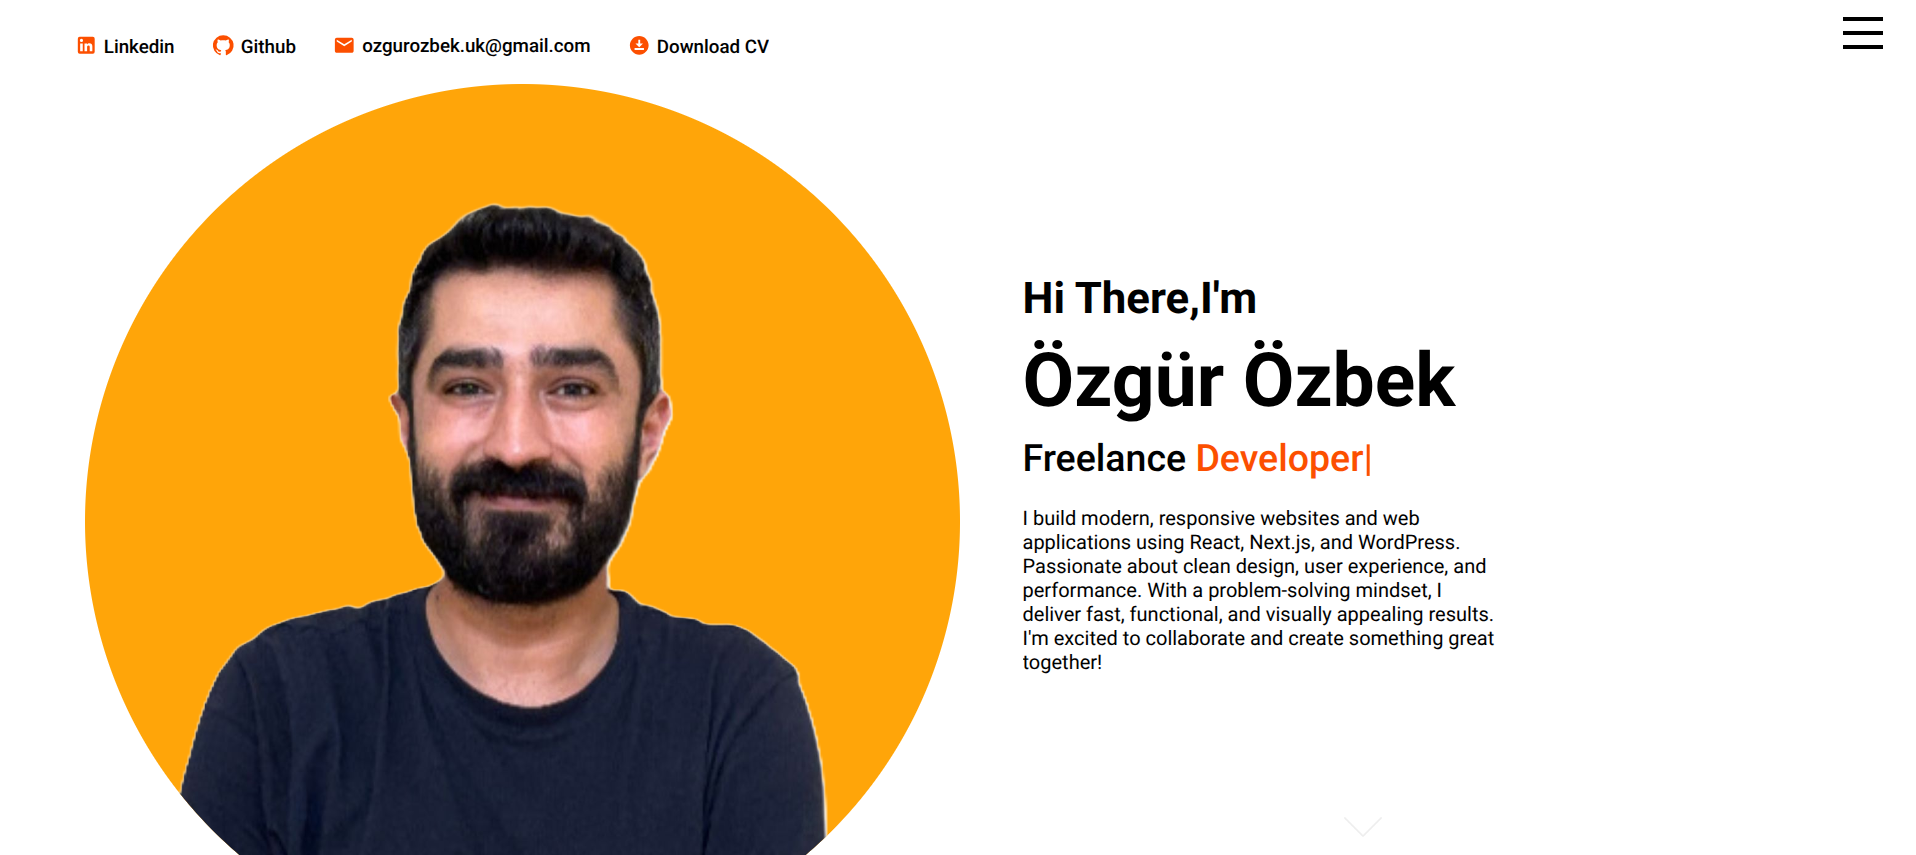 Linkedin Github ozgurozbek.uk@gmail.com Download CV
Hi There,I'm
Özgür Özbek
Freelance Developer|
I build modern, responsive websites and web
applications using React, Next.js, and WordPress.
Passionate about clean design, user experience, and
performance. With a problem-solving mindset, I
deliver fast, functional, and visually appealing results.
I'm excited to collaborate and create something great
together!